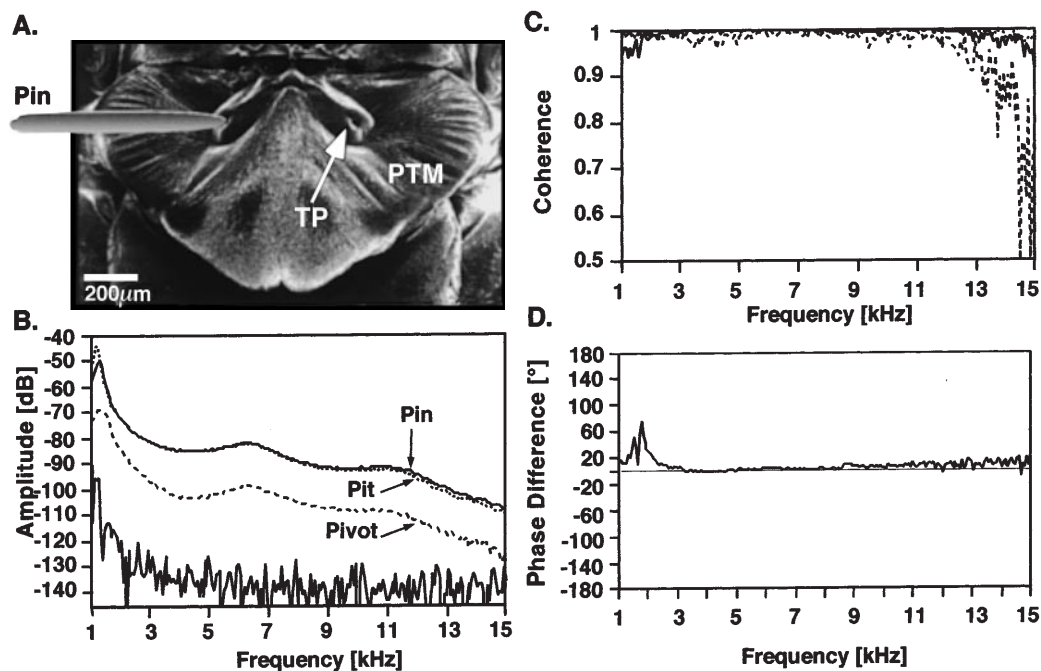 A.
Pin
PTM
TP
200μm
B.
-40
-50
-60
-70
-80
-90
-100
-110
-120
-130
-140
Amplitude [dB]
Pin
Pit
Pivot
1 3 5 7 9 11 13 15
Frequency [kHz]
C.
1
0.9
0.8
0.7
0.6
0.5
Coherence
1 3 5 7 9 11 13 15
Frequency [kHz]
D.
180
140
100
60
20
-20
-60
-100
-140
-180
Phase Difference [°]
1 3 5 7 9 11 13 15
Frequency [kHz]